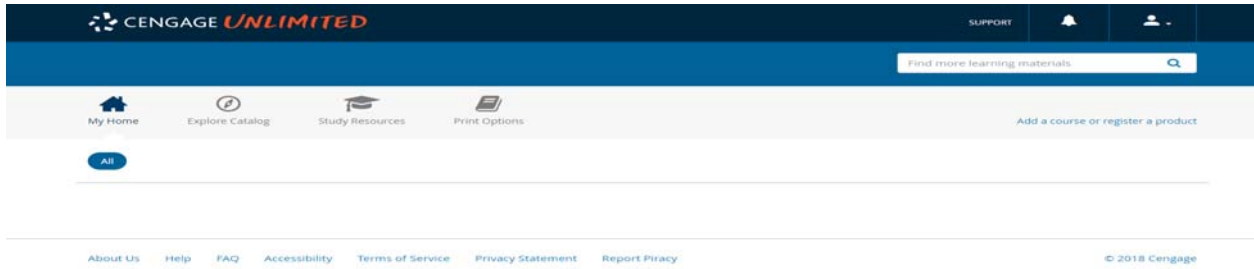 CENGAGE UNLIMITED SUPPORT
Find more learning materials
My Home Explore Catalog Study Resources Print Options Add a course or register a product
All
About Us Help FAQ Accessibility Terms of Service Privacy Statement Report Piracy © 2018 Cengage